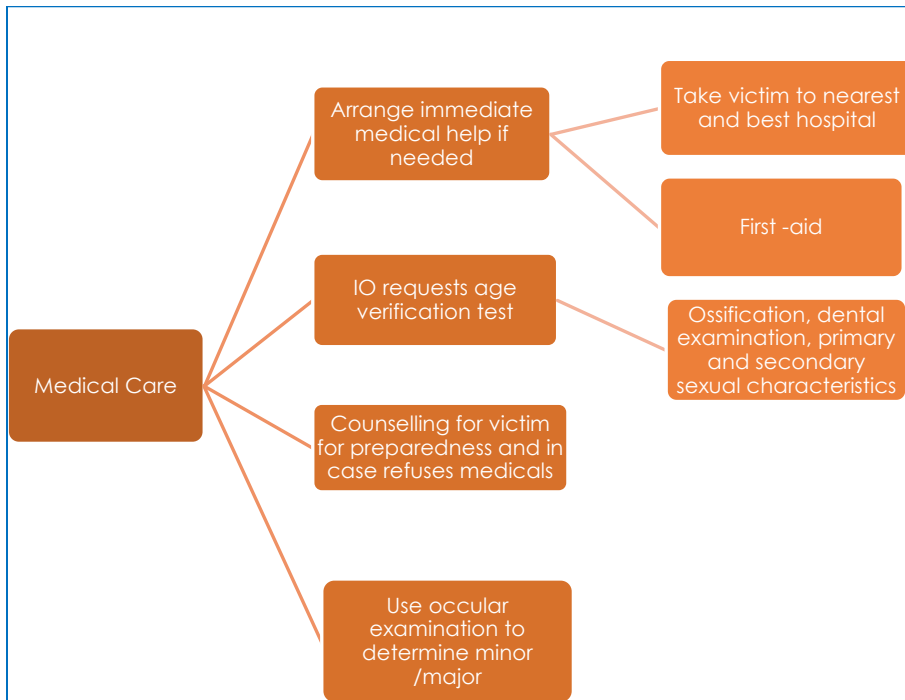 Medical Care
Arrange immediate
medical help if
needed
Take victim to nearest
and best hospital
First -aid
IO requests age
verification test
Ossification, dental
examination, primary
and secondary
sexual characteristics
Counselling for victim
for preparedness and in
case refuses medicals
Use occular
examination to
determine minor
/major